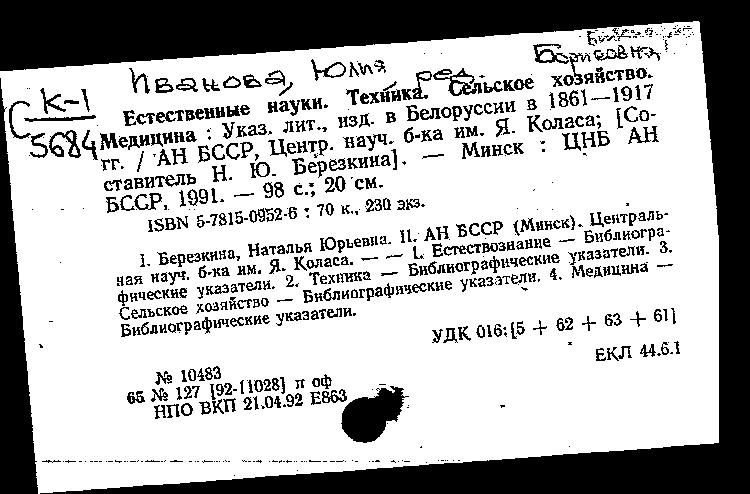 Иванова, Юлия Борисовна, ред.
К-1
С 5684
Естественные науки. Техника. Сельское хозяйство.
Медицина : Указ. лит., изд. в Белоруссии в 1861—1917
гг. / АН БССР, Центр. науч. б-ка им. Я. Коласа; [Со-
ставитель Н. Ю. Березкина]. — Минск : ЦНБ АН
БССР, 1991. — 98 с.; 20 см.
ISBN 5-7815-0952-6 : 70 к., 230 экз.
I. Березкина, Наталья Юрьевна. II. АН БССР (Минск). Централь-
ная науч. б-ка им. Я. Коласа. — — 1. Естествознание — Библиогра-
фические указатели. 2. Техника — Библиографические указатели. 3.
Сельское хозяйство — Библиографические указатели. 4. Медицина —
Библиографические указатели.
УДК 016:[5 + 62 + 63 + 61]
ЕКЛ 44.6.1
№ 10483
65 № 127 [92-11028] п оф
НПО ВКП 21.04.92 Е863